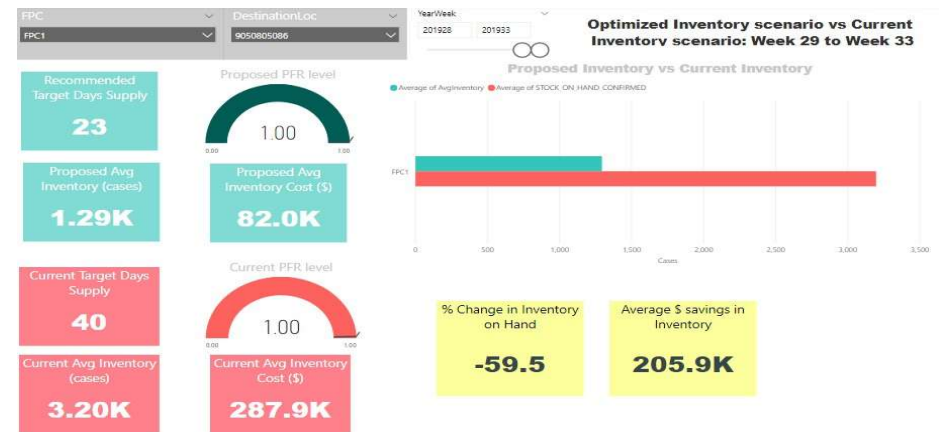 FPC
FPC1
DestinationLoc
9050805086
YearWeek
201928 201933
Optimized Inventory scenario vs Current
Inventory scenario: Week 29 to Week 33
Recommended
Target Days Supply
23
Proposed PFR level
1.00
0.00 1.00
Proposed Avg
Inventory (cases)
1.29K
Proposed Avg
Inventory Cost ($)
82.0K
Proposed Inventory vs Current Inventory
Average of AvgInventory Average of STOCK_ON_HAND_CONFIRMED
FPC1
0 500 1,000 1,500 2,000 2,500 3,000 3,500
Cases
Current Target Days
Supply
40
Current PFR level
1.00
0.00 1.00
Current Avg Inventory
(cases)
3.20K
Current Avg Inventory
Cost ($)
287.9K
% Change in Inventory
on Hand
-59.5
Average $ savings in
Inventory
205.9K